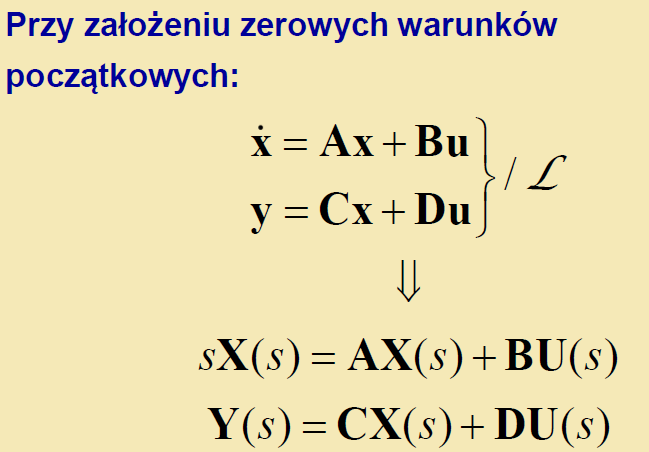 Przy założeniu zerowych warunków
początkowych:
ẋ = Ax + Bu
y = Cx + Du
} / ℒ
⇓
sX(s) = AX(s) + BU(s)
Y(s) = CX(s) + DU(s)